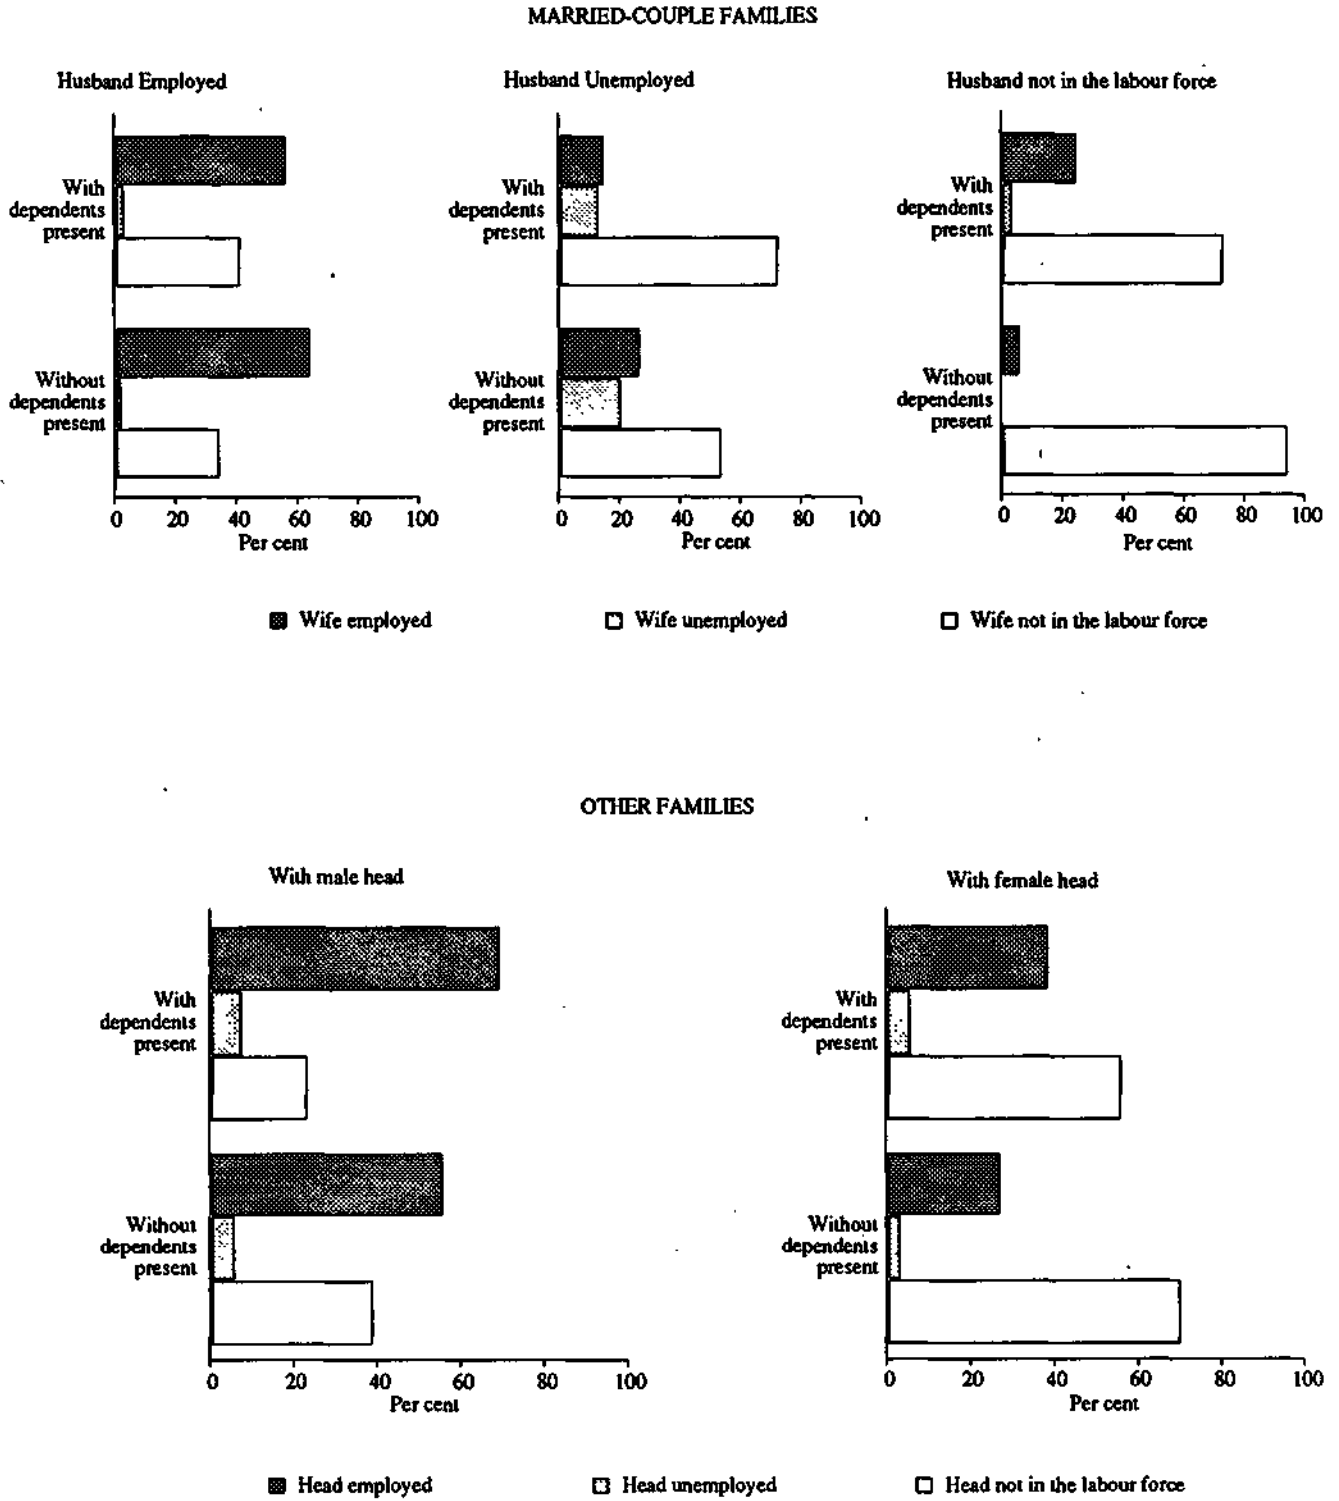 MARRIED-COUPLE FAMILIES
Husband Employed
With
dependents
present
Without
dependents
present
0 20 40 60 80 100
Per cent
Husband Unemployed
With
dependents
present
Without
dependents
present
0 20 40 60 80 100
Per cent
Husband not in the labour force
With
dependents
present
Without
dependents
present
0 20 40 60 80 100
Per cent
Wife employed
Wife unemployed
Wife not in the labour force
OTHER FAMILIES
With male head
With
dependents
present
Without
dependents
present
0 20 40 60 80 100
Per cent
With female head
With
dependents
present
Without
dependents
present
0 20 40 60 80 100
Per cent
Head employed
Head unemployed
Head not in the labour force